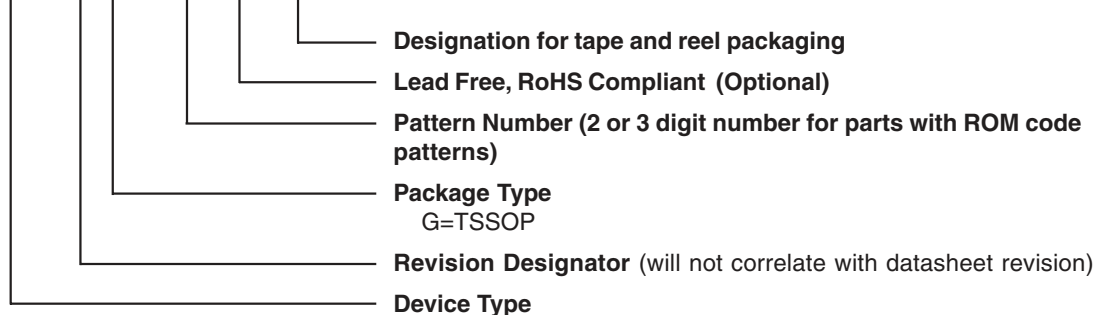 Designation for tape and reel packaging
Lead Free, RoHS Compliant (Optional)
Pattern Number (2 or 3 digit number for parts with ROM code
patterns)
Package Type
G=TSSOP
Revision Designator (will not correlate with datasheet revision)
Device Type